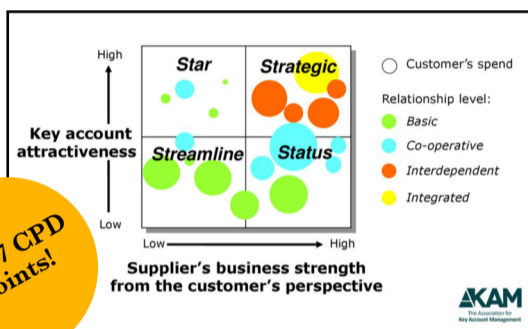 High
Key account
attractiveness
Low
Star
Strategic
Streamline
Status
Low
High
Supplier's business strength
from the customer's perspective
Customer's spend
Relationship level:
Basic
Co-operative
Interdependent
Integrated
7 CPD
AKAM
The Association for
Key Account Management